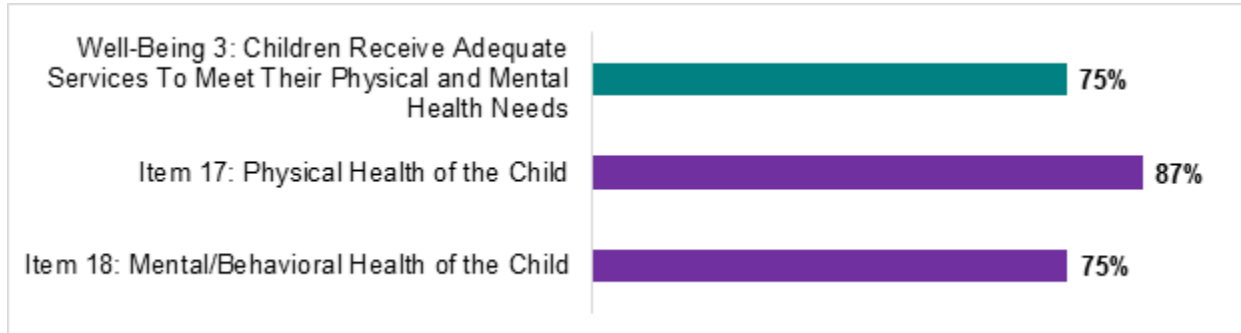 Well-Being 3: Children Receive Adequate
Services To Meet Their Physical and Mental
Health Needs
75%
Item 17: Physical Health of the Child
87%
Item 18: Mental/Behavioral Health of the Child
75%